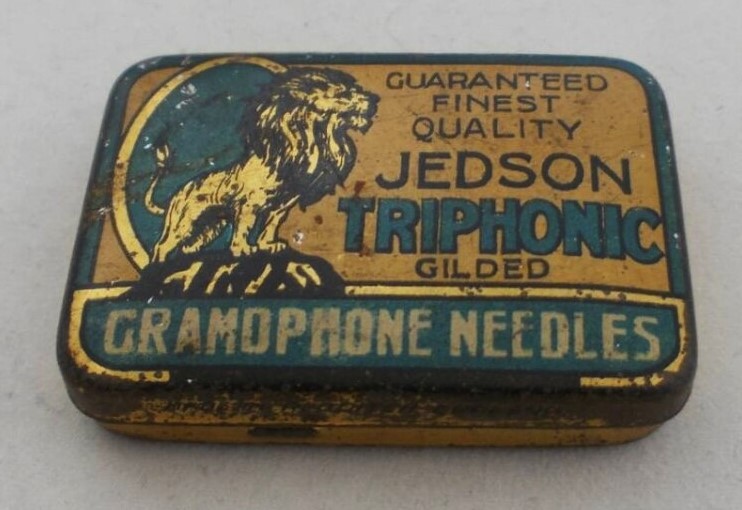 GUARANTEED
FINEST
QUALITY
JEDSON
TRIPHONIC
GILDED
GRAMOPHONE NEEDLES